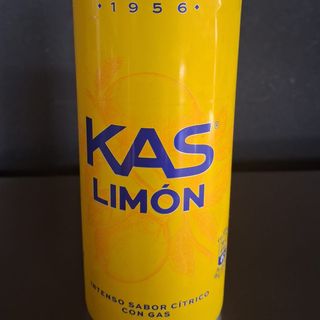 1956
KAS®
LIMÓN
INTENSO SABOR CÍTRICO
CON GAS